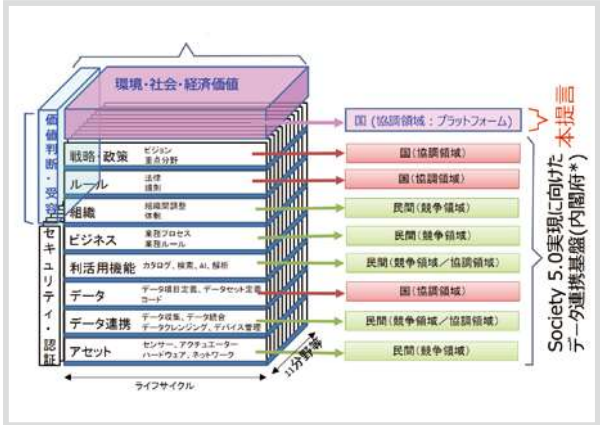 環境・社会・経済価値
価値判断・受容
セキュリティ・認証
戦略・政策
ビジョン
重点分野
ルール
法律
規則
組織
組織間調整
体制
ビジネス
業務プロセス
業務ルール
利活用機能
カタログ、検索、AI、解析
データ
データ項目定義、データセット定義
コード
データ連携
データ収集、データ統合
データクレンジング、デバイス管理
アセット
センサー、アクチュエーター
ハードウェア、ネットワーク
ライフサイクル
11分野等
国(協調領域:プラットフォーム)
国(協調領域)
国(協調領域)
民間(競争領域)
民間(競争領域)
民間(競争領域/協調領域)
国(協調領域)
民間(競争領域/協調領域)
民間(競争領域)
本提言
Society 5.0実現に向けた
データ連携基盤(内閣府*)